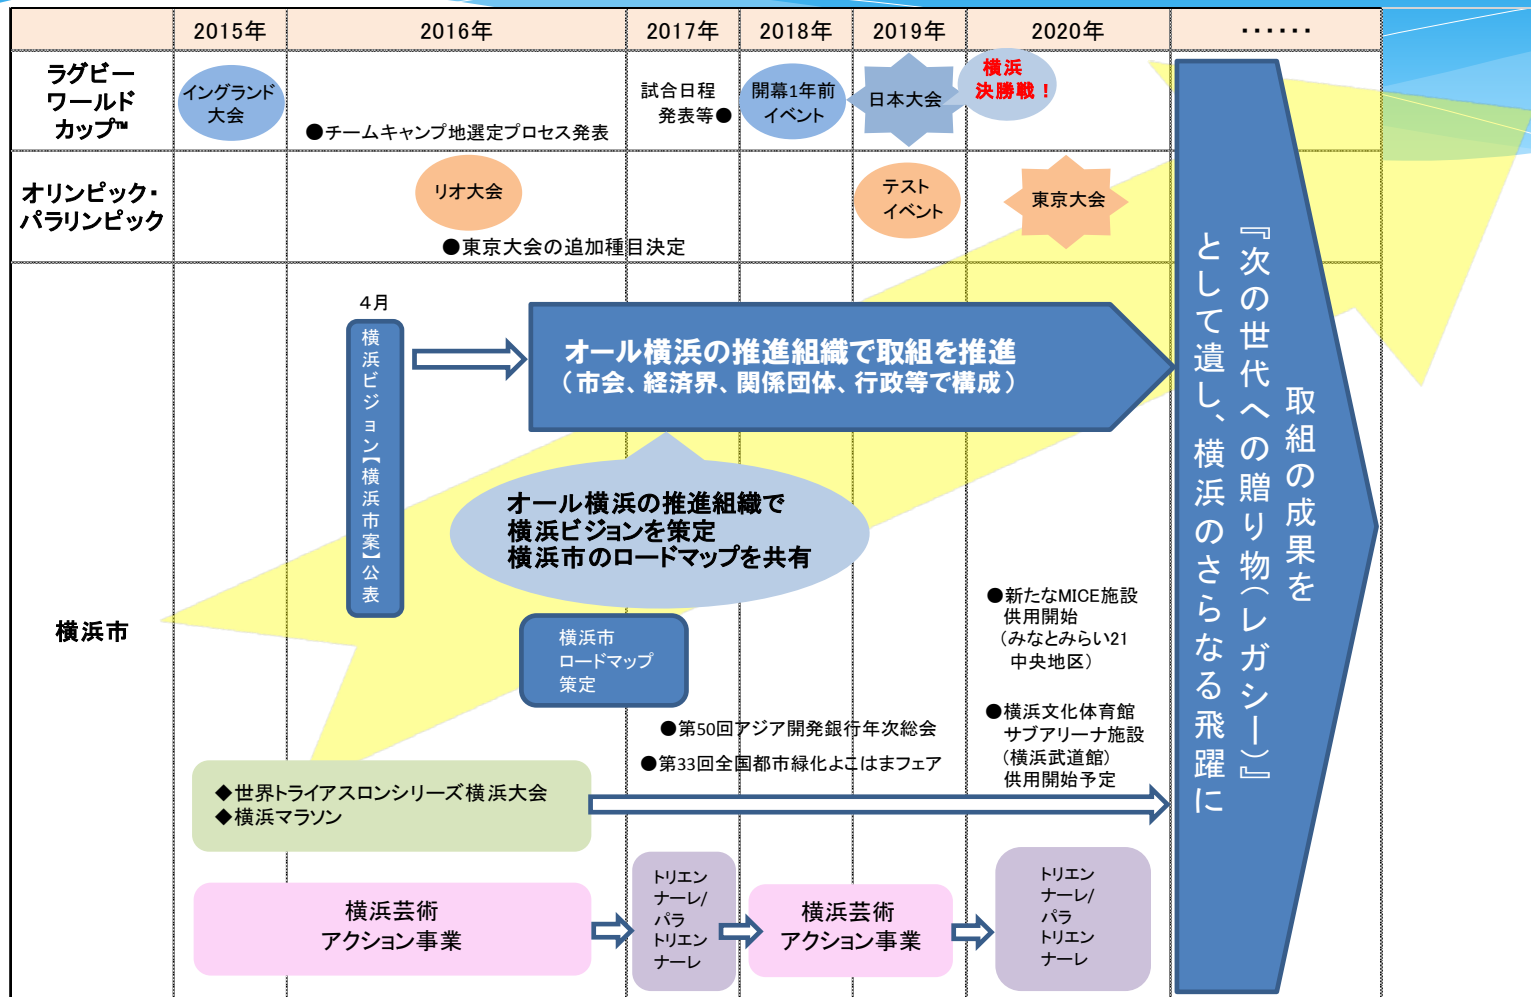 2015年
2016年
2017年
2018年
2019年
2020年
・・・・・・
ラグビー
ワールド
カップ™
イングランド
大会
●チームキャンプ地選定プロセス発表
試合日程
発表等●
開幕1年前
イベント
日本大会
横浜
決勝戦！
オリンピック・
パラリンピック
リオ大会
●東京大会の追加種目決定
テスト
イベント
東京大会
横浜市
4月
横浜ビジョン【横浜市案】公表
オール横浜の推進組織で取組を推進
（市会、経済界、関係団体、行政等で構成）
オール横浜の推進組織で
横浜ビジョンを策定
横浜市のロードマップを共有
横浜市
ロードマップ
策定
●新たなMICE施設
供用開始
（みなとみらい21
中央地区）
●第50回アジア開発銀行年次総会
●第33回全国都市緑化よこはまフェア
●横浜文化体育館
サブアリーナ施設
（横浜武道館）
供用開始予定
◆世界トライアスロンシリーズ横浜大会
◆横浜マラソン
横浜芸術
アクション事業
トリエン
ナーレ/
パラ
トリエン
ナーレ
横浜芸術
アクション事業
トリエン
ナーレ/
パラ
トリエン
ナーレ
取組の成果を
『次の世代への贈り物（レガシー）』
として遺し、横浜のさらなる飛躍に